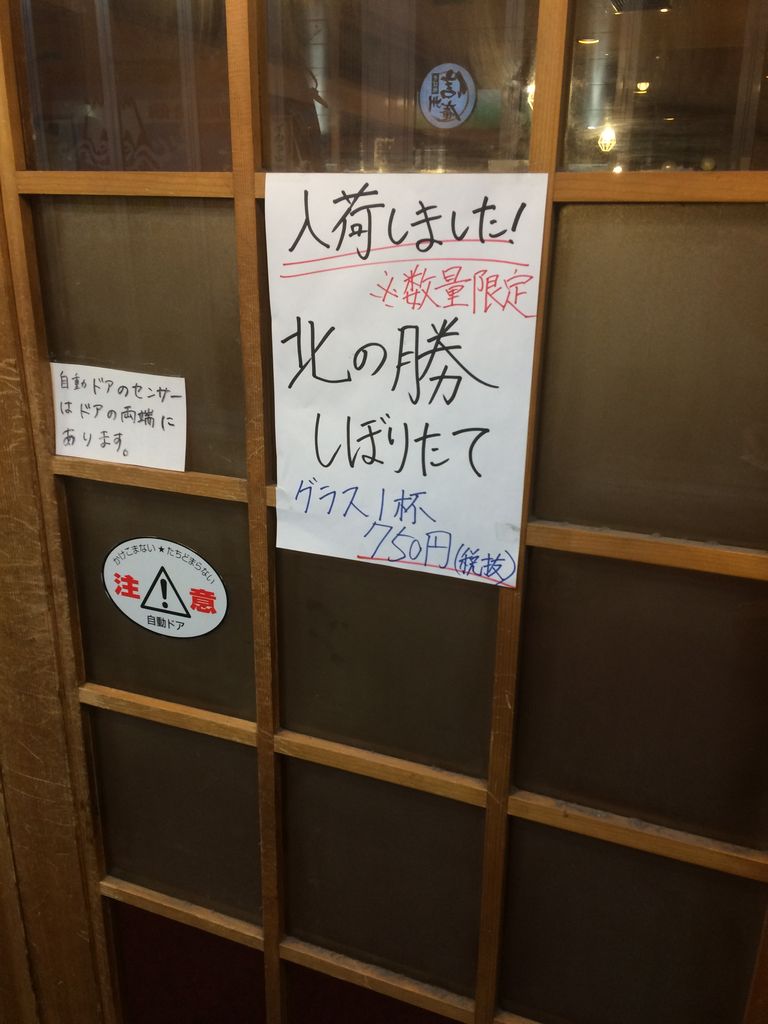 入荷しました!
※数量限定
北の勝
しぼりたて
グラス1杯
750円(税抜)
自動ドアのセンサー
はドアの両端に
あります。
かけこまない★たちどまらない
注意
自動ドア